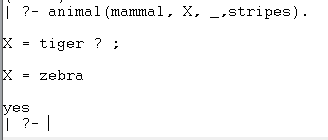 | ?- animal(mammal, X, _,stripes).
X = tiger ? ;
X = zebra
yes
| ?-